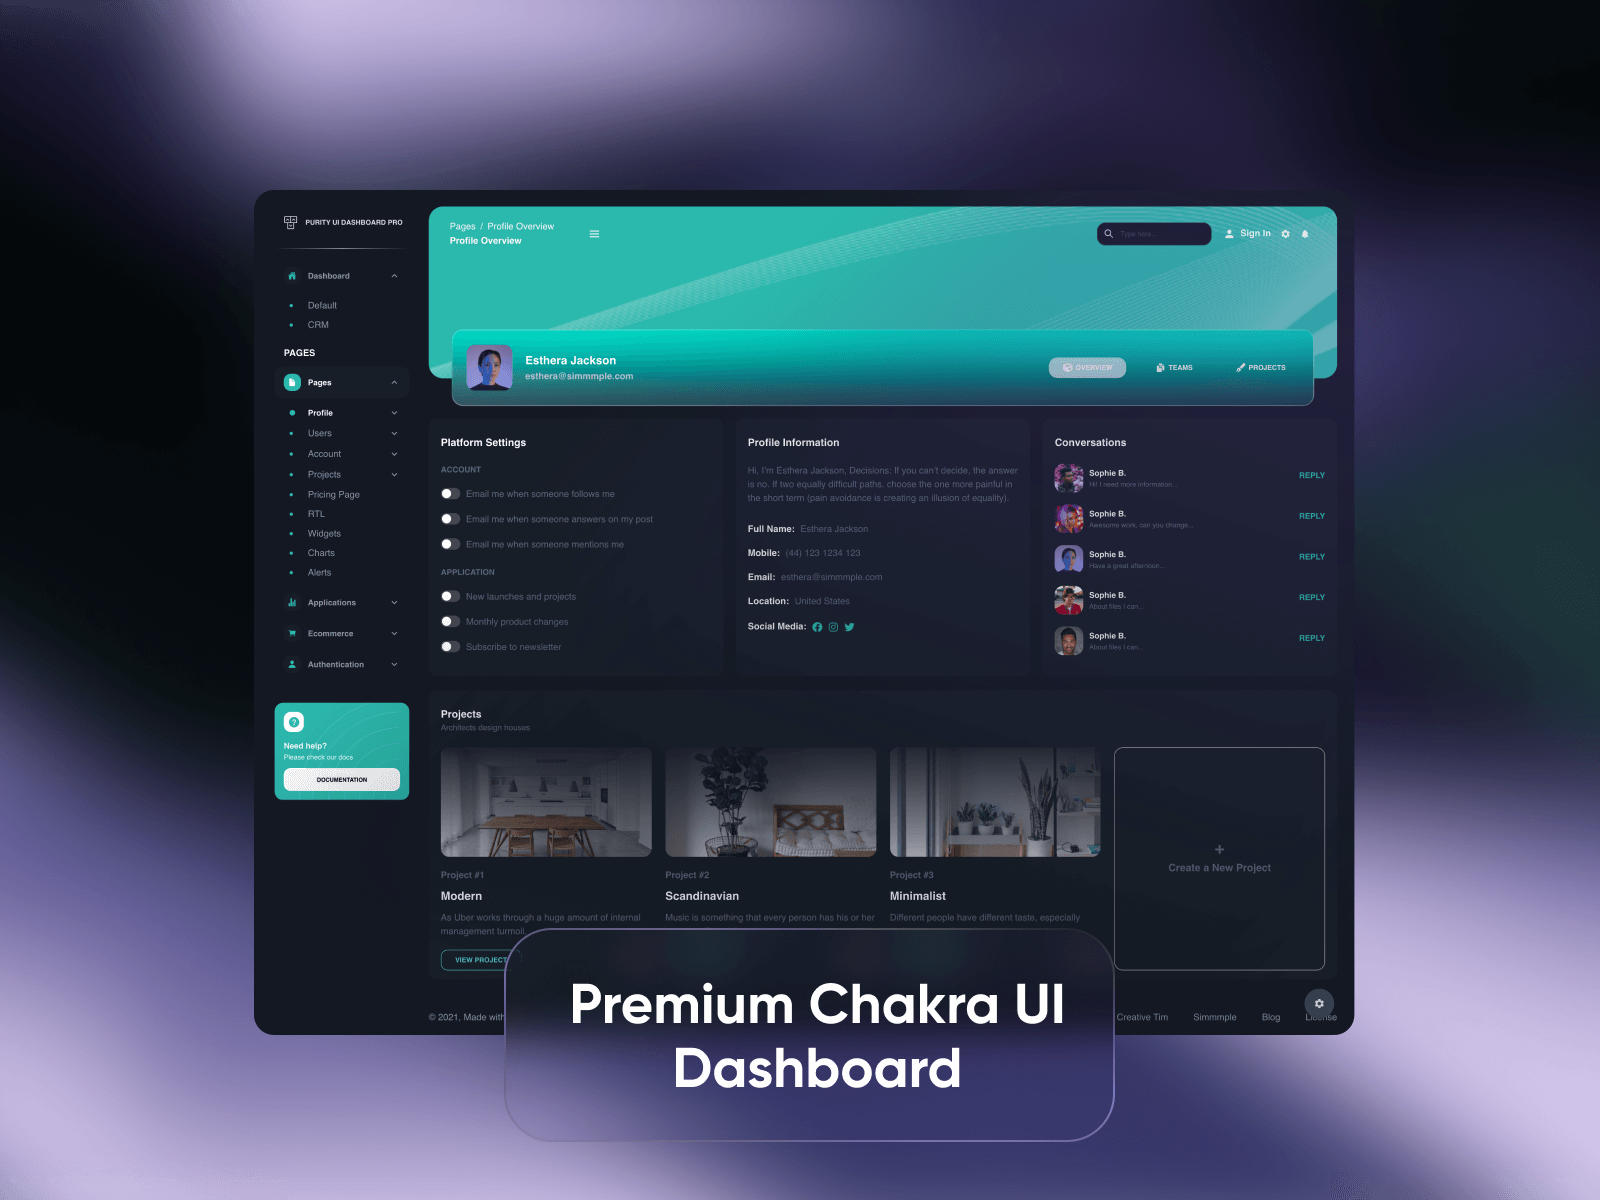 PURITY UI DASHBOARD PRO
Dashboard
Default
CRM
PAGES
Pages
Profile
Users
Account
Projects
Pricing Page
RTL
Widgets
Charts
Alerts
Applications
Ecommerce
Authentication
Need help?
Please check our docs
DOCUMENTATION
Pages / Profile Overview
Profile Overview
Type here...
Sign In
Esthera Jackson
esthera@simmmple.com
OVERVIEW
TEAMS
PROJECTS
Platform Settings
ACCOUNT
Email me when someone follows me
Email me when someone answers on my post
Email me when someone mentions me
APPLICATION
New launches and projects
Monthly product changes
Subscribe to newsletter
Profile Information
Hi, I'm Esthera Jackson, Decisions: If you can't decide, the answer
is no. If two equally difficult paths, choose the one more painful in
the short term (pain avoidance is creating an illusion of equality).
Full Name: Esthera Jackson
Mobile: (44) 123 1234 123
Email: esthera@simmmple.com
Location: United States
Social Media:
Conversations
Sophie B.
Hi! I need more information...
REPLY
Sophie B.
Awesome work, can you change...
REPLY
Sophie B.
Have a great afternoon...
REPLY
Sophie B.
About files I can...
REPLY
Sophie B.
About files I can...
REPLY
Projects
Architects design houses
Project #1
Modern
As Uber works through a huge amount of internal
management turmoil.
VIEW PROJECT
Project #2
Scandinavian
Music is something that every person has his or her
Project #3
Minimalist
Different people have different taste, especially
Create a New Project
© 2021, Made with
Creative Tim
Simmmple
Blog
License
Premium Chakra UI
Dashboard